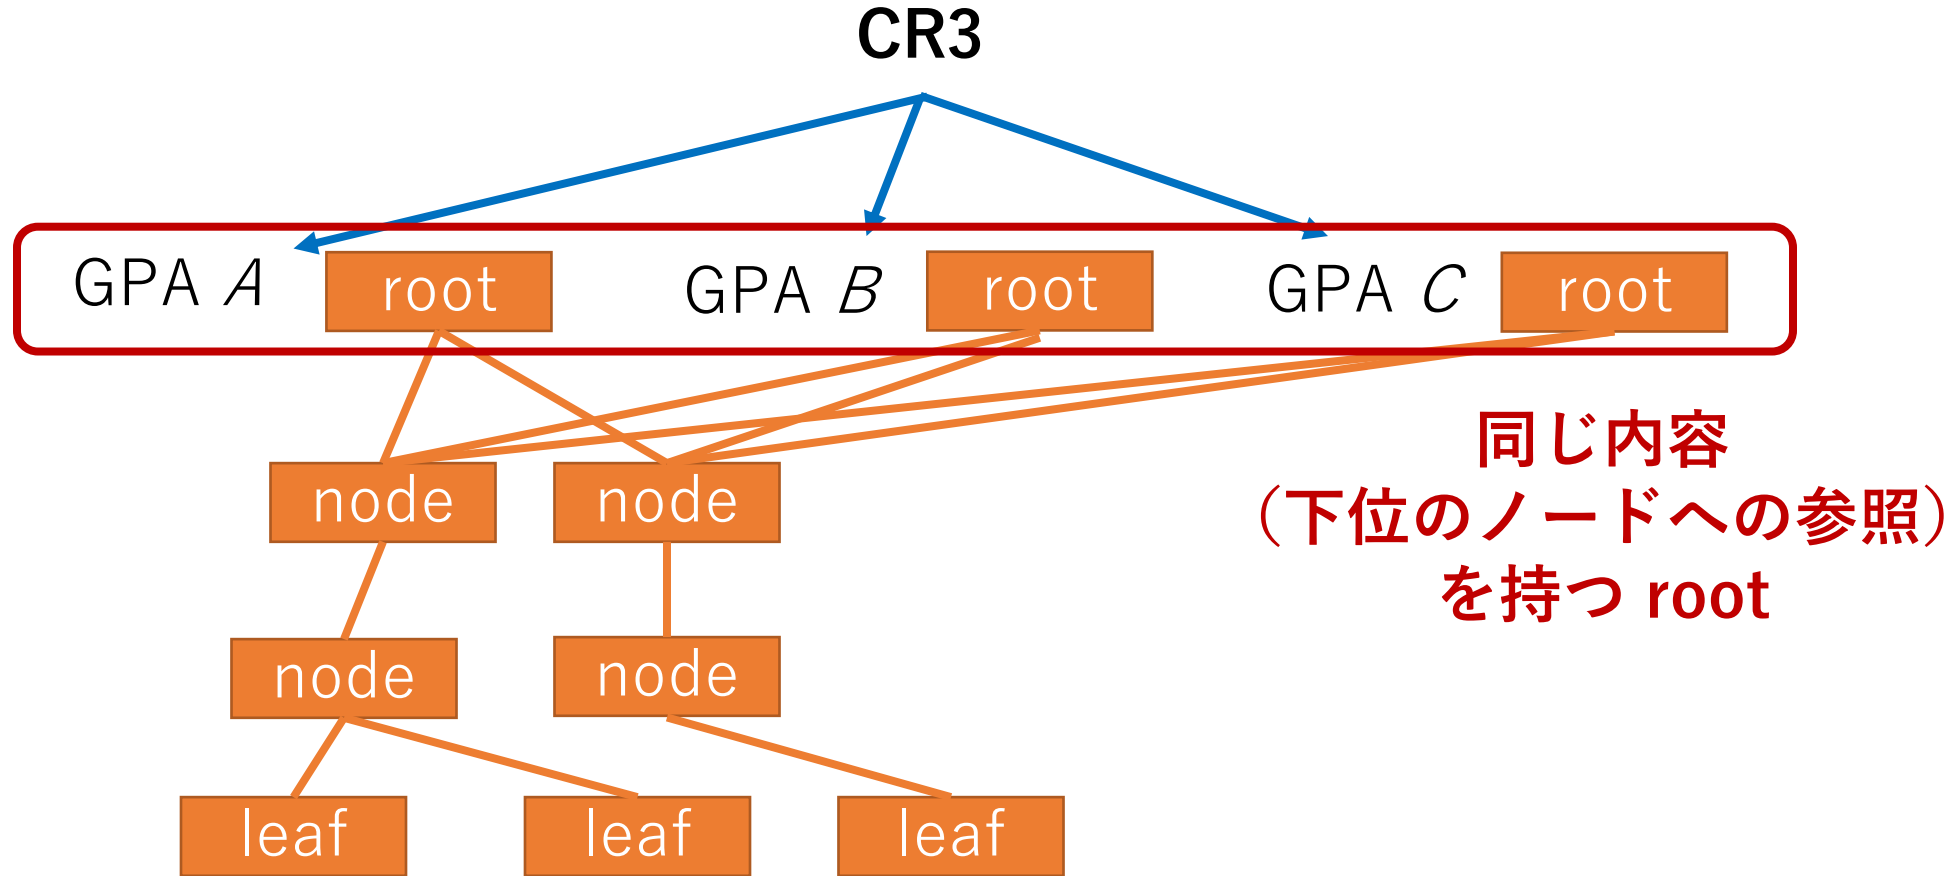 CR3
GPA A root GPA B root GPA C root
同じ内容
（下位のノードへの参照）
を持つ root
node node
node node
leaf leaf leaf